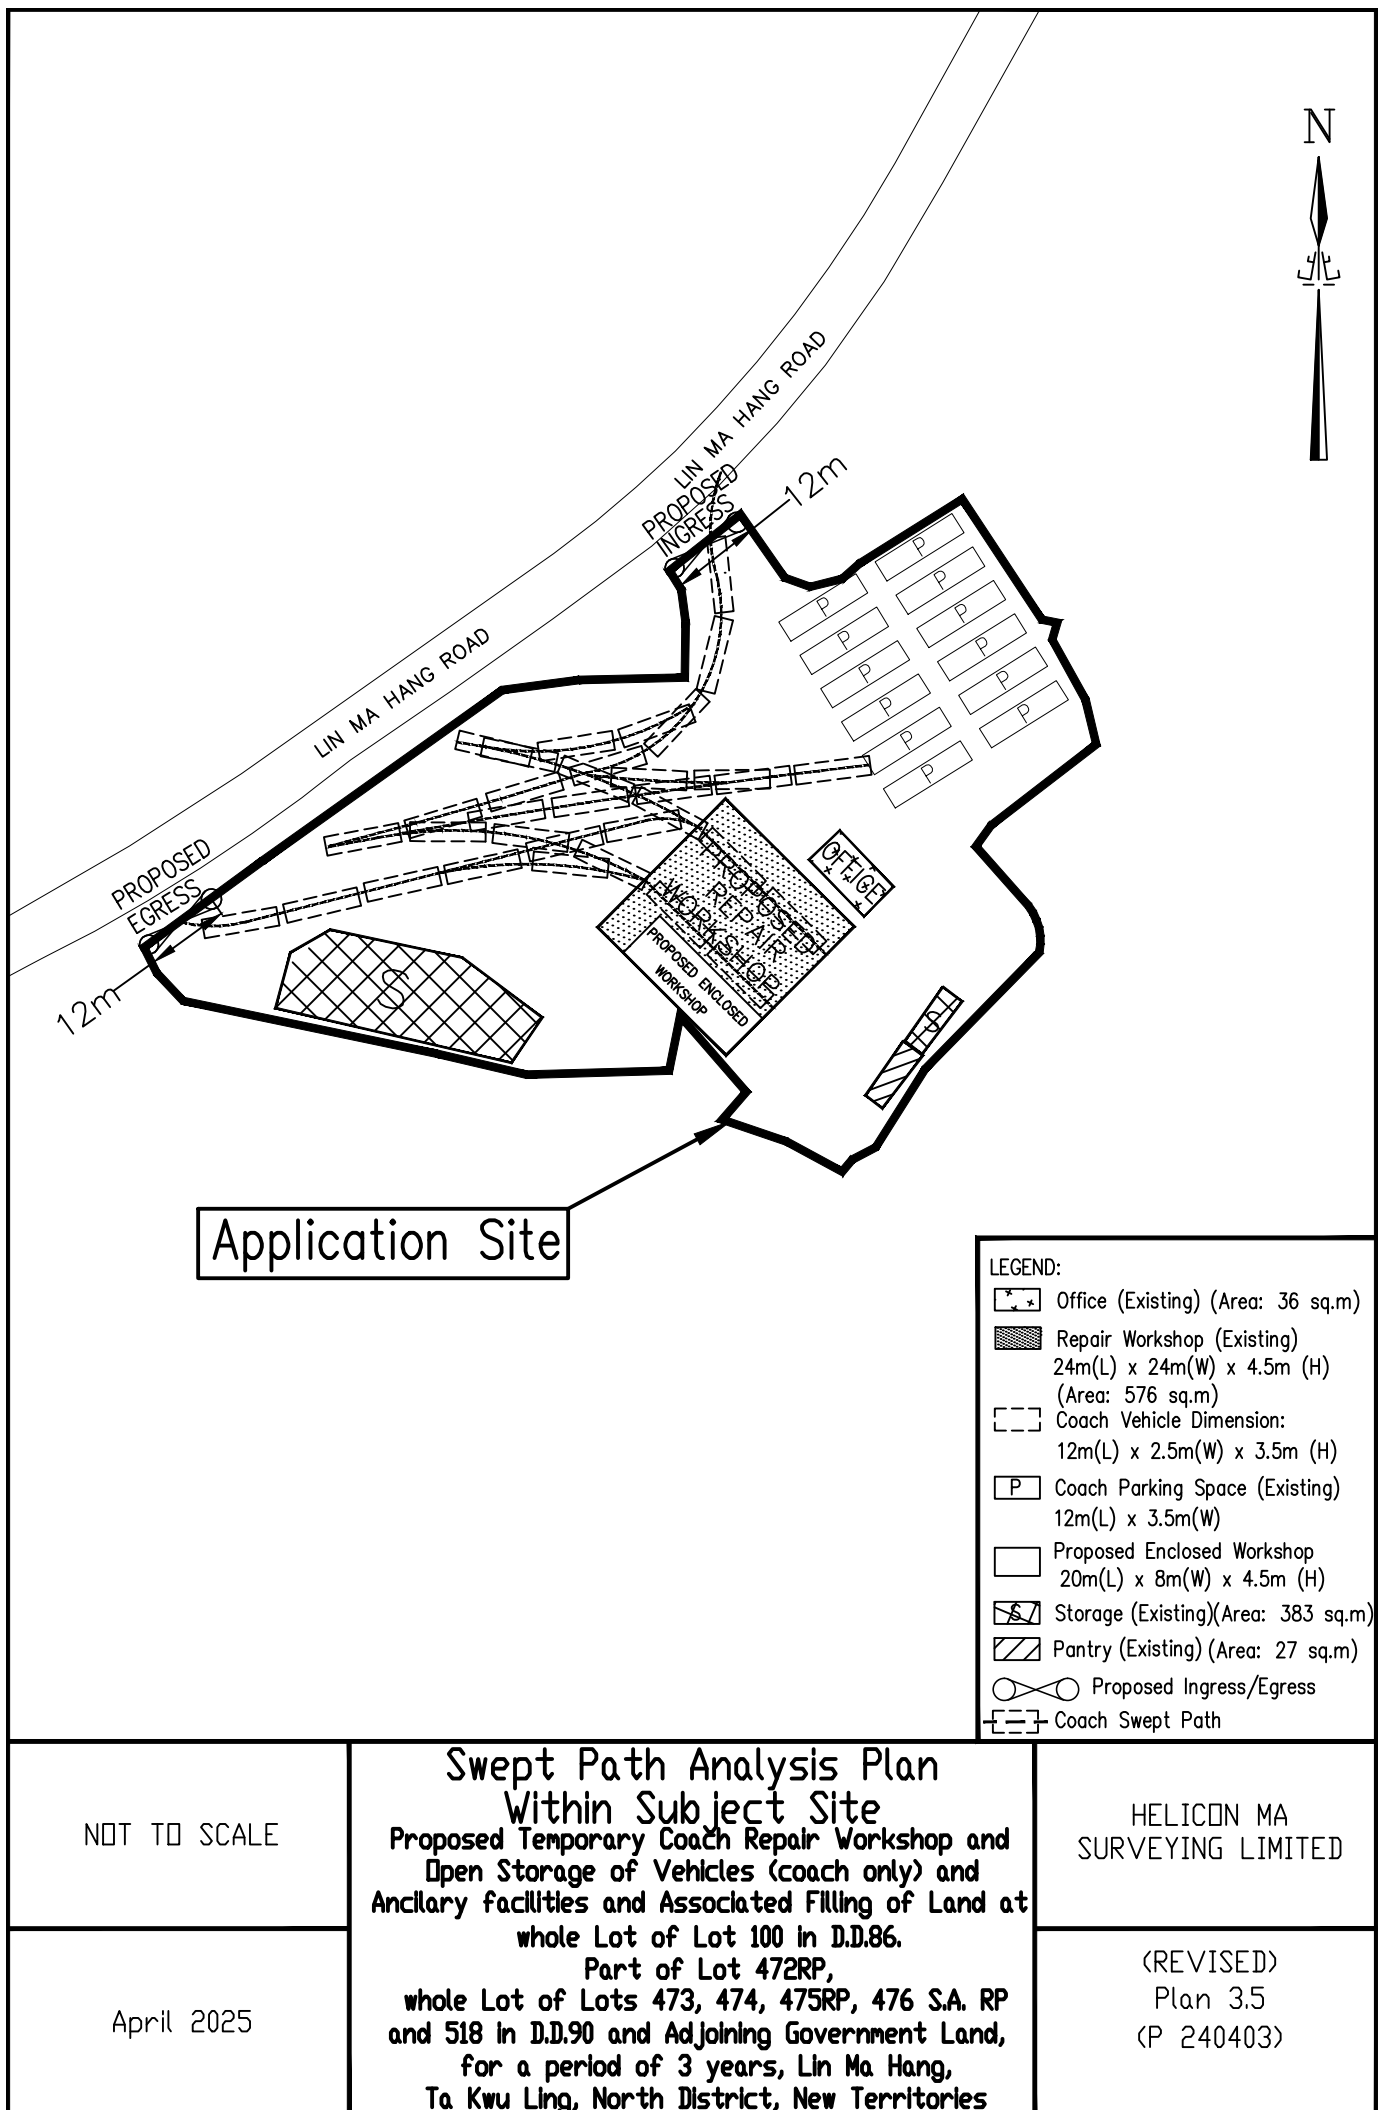 N
LIN MA HANG ROAD
PROPOSED
INGRESS
12m
P
P
P
P
P
P
P
P
P
P
P
P
LIN MA HANG ROAD
PROPOSED
EGRESS
12m
PROPOSED
REPAIR
WORKSHOP
OFFICE
PROPOSED ENCLOSED
WORKSHOP
S
S
Application Site
LEGEND:
Office (Existing) (Area: 36 sq.m)
Repair Workshop (Existing)
24m(L) x 24m(W) x 4.5m (H)
(Area: 576 sq.m)
Coach Vehicle Dimension:
12m(L) x 2.5m(W) x 3.5m (H)
P Coach Parking Space (Existing)
12m(L) x 3.5m(W)
Proposed Enclosed Workshop
20m(L) x 8m(W) x 4.5m (H)
S Storage (Existing)(Area: 383 sq.m)
Pantry (Existing) (Area: 27 sq.m)
Proposed Ingress/Egress
Coach Swept Path
NOT TO SCALE
April 2025
Swept Path Analysis Plan
Within Subject Site
Proposed Temporary Coach Repair Workshop and
Open Storage of Vehicles (coach only) and
Ancilary facilities and Associated Filling of Land at
whole Lot of Lot 100 in D.D.86.
Part of Lot 472RP,
whole Lot of Lots 473, 474, 475RP, 476 S.A. RP
and 518 in D.D.90 and Adjoining Government Land,
for a period of 3 years, Lin Ma Hang,
Ta Kwu Ling, North District, New Territories
HELICON MA
SURVEYING LIMITED
(REVISED)
Plan 3.5
(P 240403)